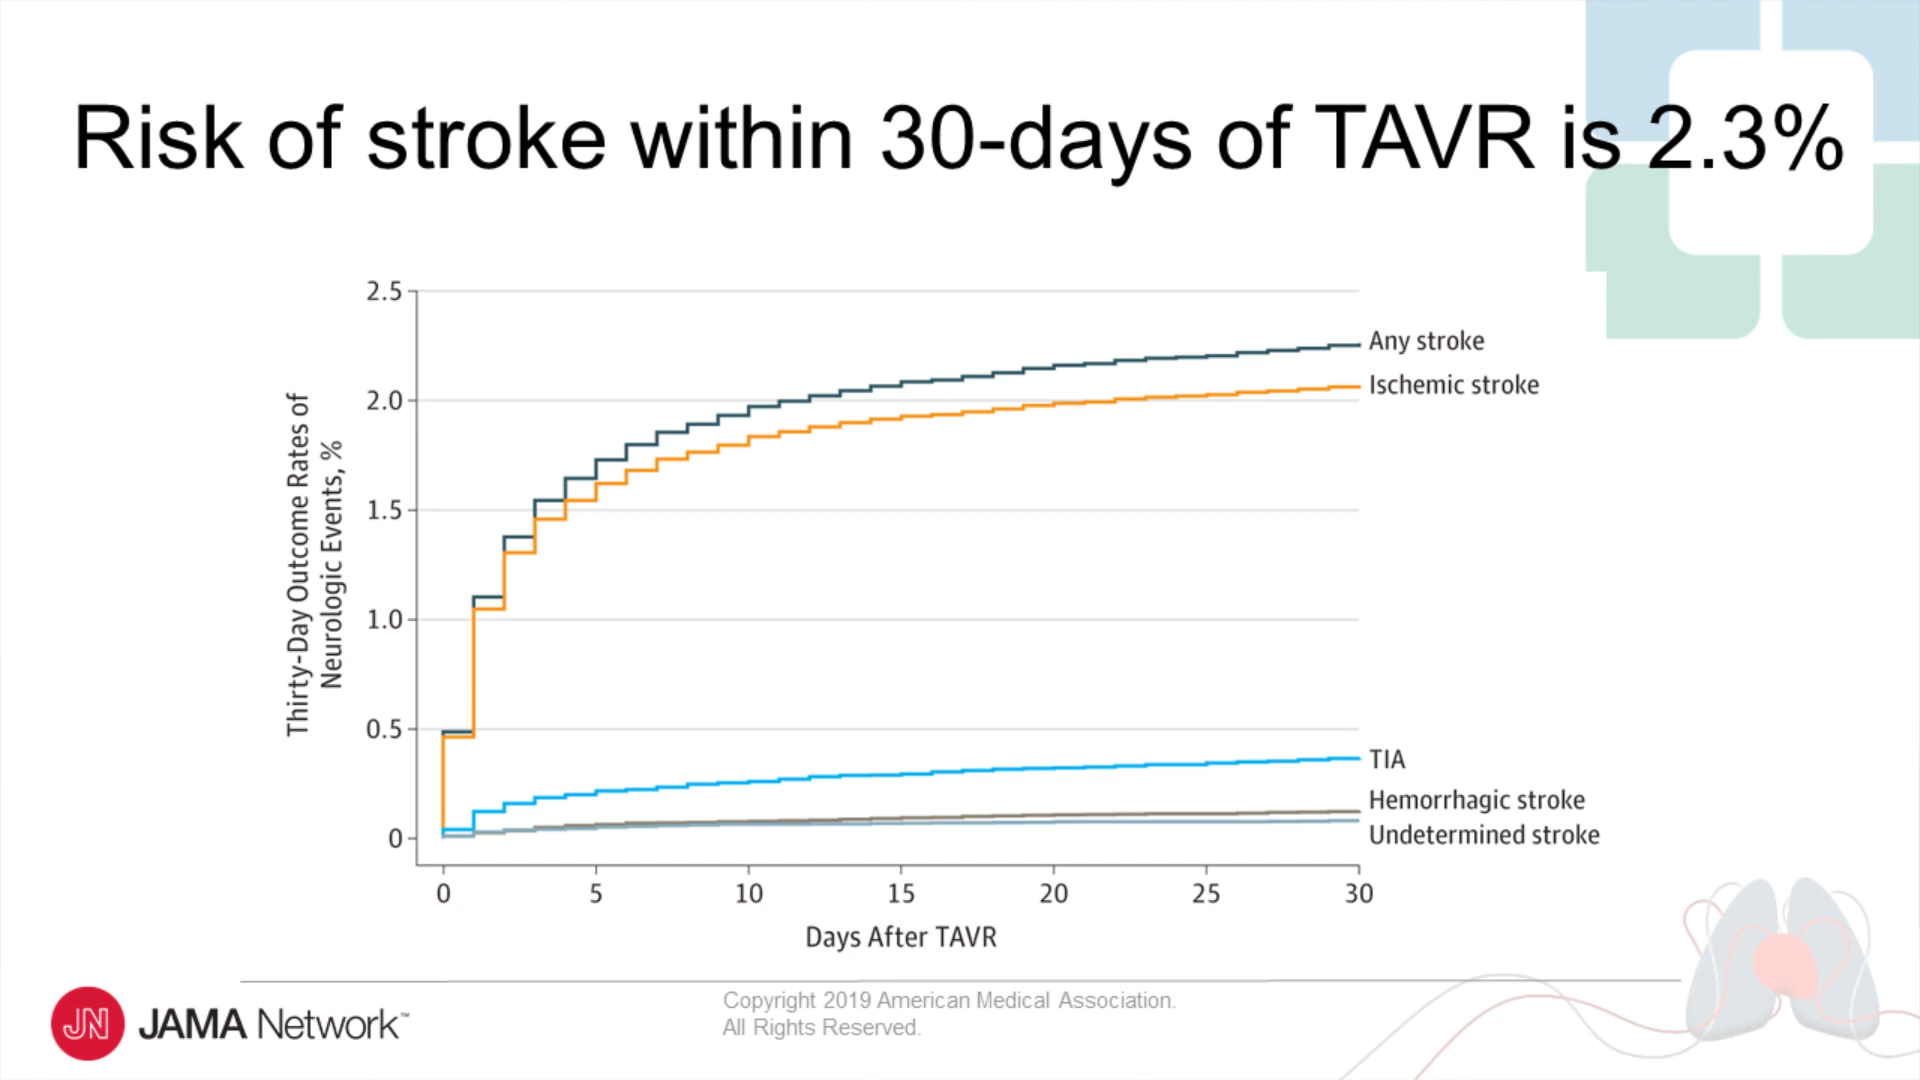 Risk of stroke within 30-days of TAVR is 2.3%
Thirty-Day Outcome Rates of
Neurologic Events, %
2.5
2.0
1.5
1.0
0.5
0
Any stroke
Ischemic stroke
TIA
Hemorrhagic stroke
Undetermined stroke
0 5 10 15 20 25 30
Days After TAVR
JN JAMA Network™
Copyright 2019 American Medical Association.
All Rights Reserved.